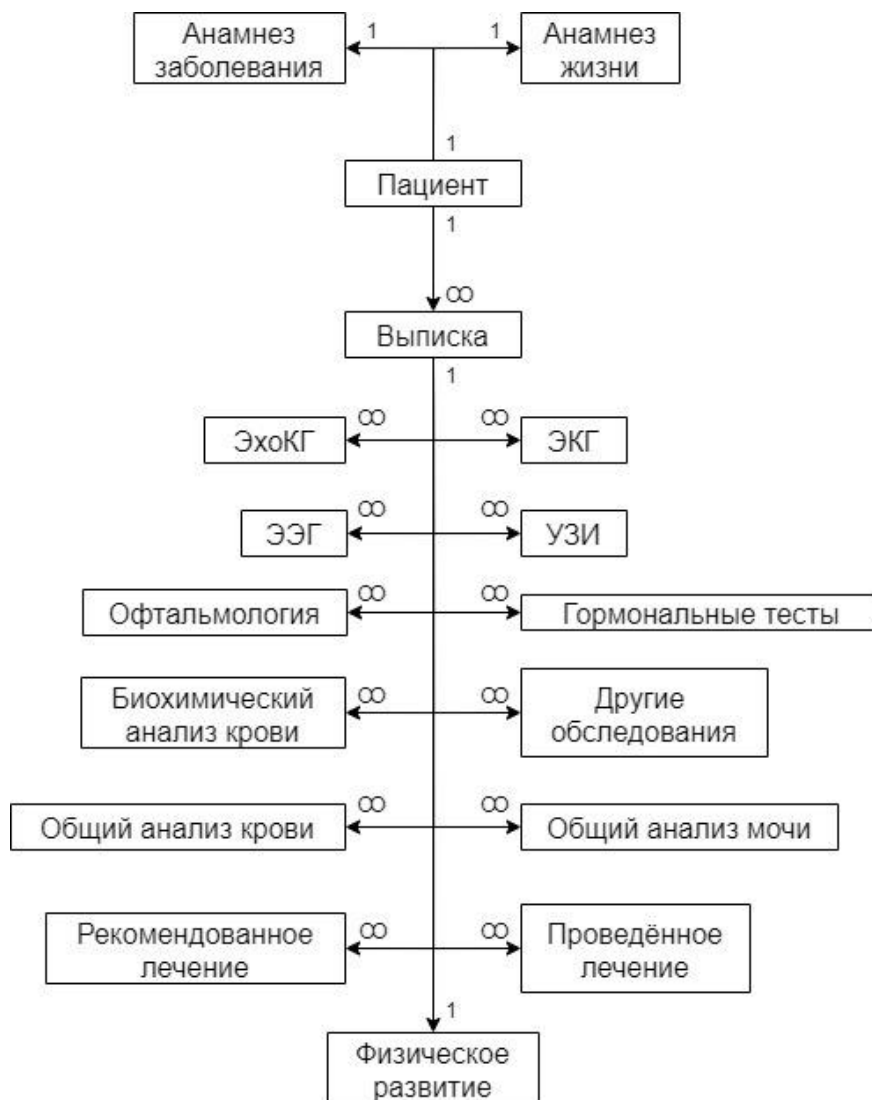 Анамнез
заболевания
1
1
Анамнез
жизни
1
Пациент
1
∞
Выписка
1
ЭхоКГ
∞
∞
ЭКГ
ЭЭГ
∞
∞
УЗИ
Офтальмология
∞
∞
Гормональные тесты
Биохимический
анализ крови
∞
∞
Другие
обследования
Общий анализ крови
∞
∞
Общий анализ мочи
Рекомендованное
лечение
∞
∞
Проведённое
лечение
1
Физическое
развитие